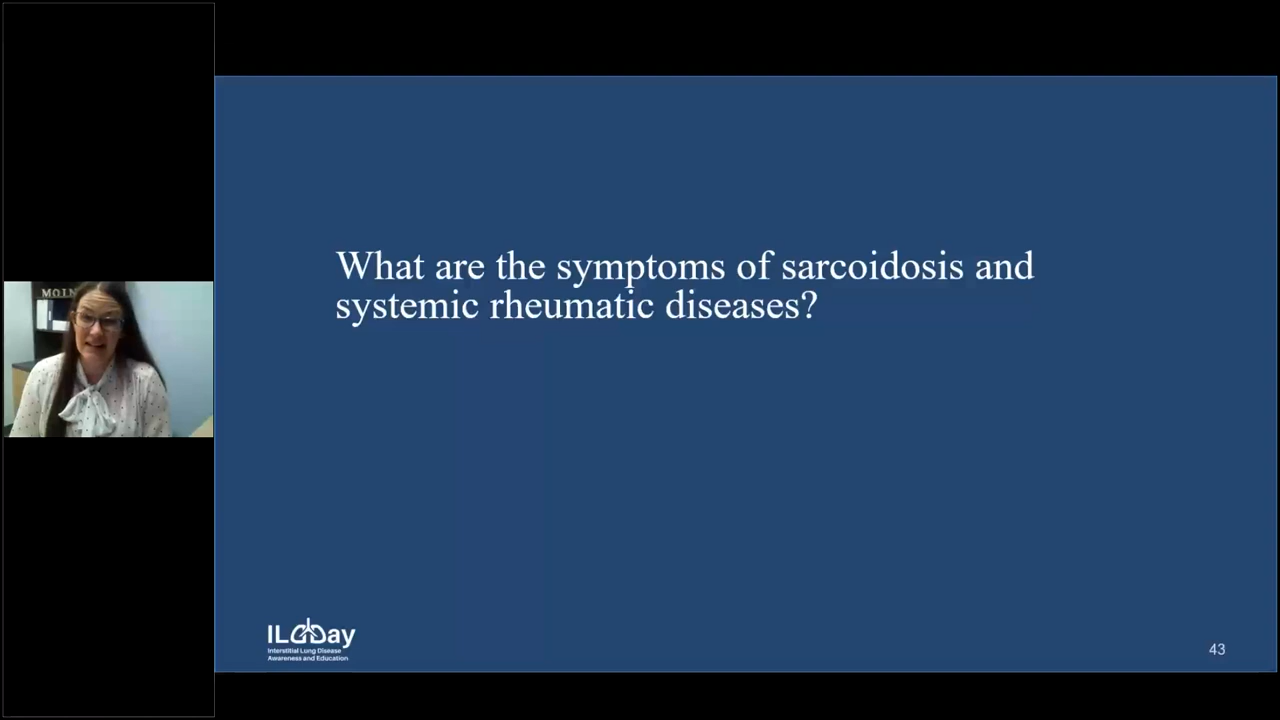 What are the symptoms of sarcoidosis and
systemic rheumatic diseases?
ILDDay
Interstitial Lung Disease
Awareness and Education
43